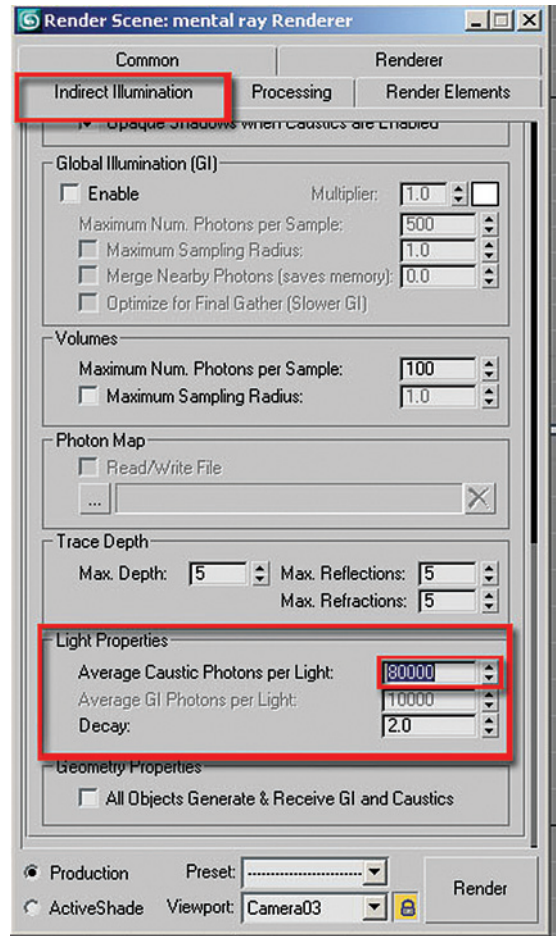 Render Scene: mental ray Renderer
Common Renderer
Indirect Illumination Processing Render Elements
Opaque Shadows when Caustics are Enabled
Global Illumination (GI)
Enable Multiplier: 1.0
Maximum Num. Photons per Sample: 500
Maximum Sampling Radius: 1.0
Merge Nearby Photons (saves memory): 0.0
Optimize for Final Gather (Slower GI)
Volumes
Maximum Num. Photons per Sample: 100
Maximum Sampling Radius: 1.0
Photon Map
Read/Write File
...
Trace Depth
Max. Depth: 5 Max. Reflections: 5
Max. Refractions: 5
Light Properties
Average Caustic Photons per Light: 80000
Average GI Photons per Light: 10000
Decay: 2.0
Geometry Properties
All Objects Generate & Receive GI and Caustics
Production Preset: -------------------------
ActiveShade Viewport: Camera03
Render